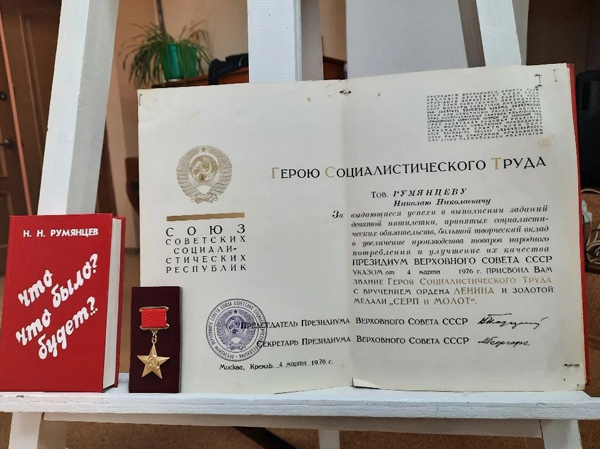 Н. Н. РУМЯНЦЕВ
что
что было?
будет?
СОЮЗ
СОВЕТСКИХ
СОЦИАЛИ-
СТИЧЕСКИХ
РЕСПУБЛИК
ГЕРОЮ СОЦИАЛИСТИЧЕСКОГО ТРУДА
Тов. РУМЯНЦЕВУ
Николаю Николаевичу
За выдающиеся успехи в выполнении заданий
девятой пятилетки, принятых социалисти-
ческих обязательств, большой творческий вклад
в увеличение производства товаров народного
потребления и улучшение их качества
ПРЕЗИДИУМ ВЕРХОВНОГО СОВЕТА СССР
УКАЗОМ ОТ 4 марта 1976 г. ПРИСВОИЛ ВАМ
ЗВАНИЕ ГЕРОЯ СОЦИАЛИСТИЧЕСКОГО ТРУДА
С ВРУЧЕНИЕМ ОРДЕНА ЛЕНИНА И ЗОЛОТОЙ
МЕДАЛИ „СЕРП И МОЛОТ".
ПРЕДСЕДАТЕЛЬ ПРЕЗИДИУМА ВЕРХОВНОГО СОВЕТА СССР
СЕКРЕТАРЬ ПРЕЗИДИУМА ВЕРХОВНОГО СОВЕТА СССР
Москва, Кремль. 4 марта 1976 г.